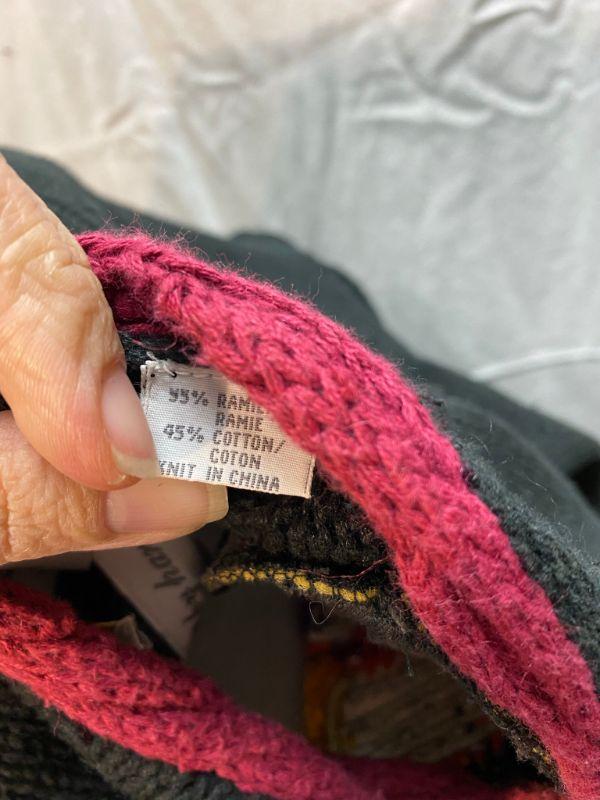 55% RAMIE/
RAMIE
45% COTTON/
COTON
KNIT IN CHINA